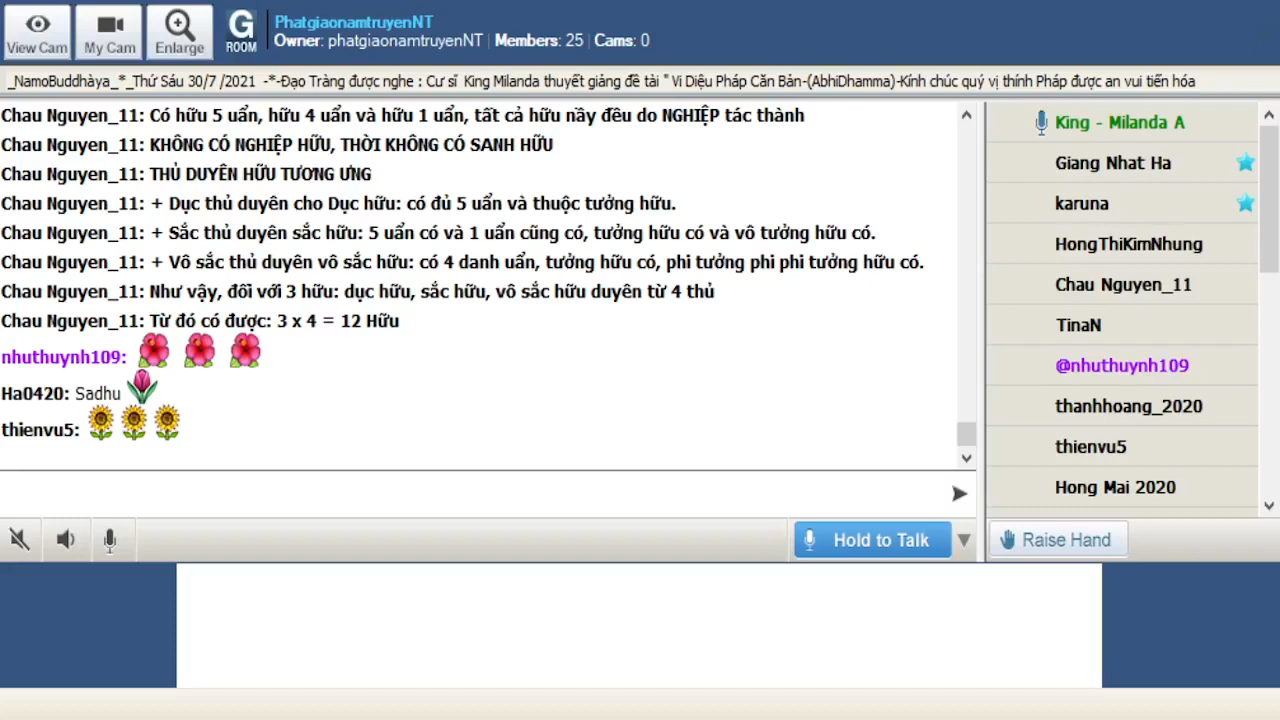 View Cam
My Cam
Enlarge
G
ROOM
PhatgiaonamtruyenNT
Owner: phatgiaonamtruyenNT | Members: 25 | Cams: 0
_NamoBuddhàya_*_Thứ Sáu 30/7 /2021 -*-Đạo Tràng được nghe : Cư sĩ King Milanda thuyết giảng đề tài " Vi Diệu Pháp Căn Bản-(AbhiDhamma)-Kính chúc quý vị thính Pháp được an vui tiến hóa
Chau Nguyen_11: Có hữu 5 uẩn, hữu 4 uẩn và hữu 1 uẩn, tất cả hữu nầy đều do NGHIỆP tác thành
Chau Nguyen_11: KHÔNG CÓ NGHIỆP HỮU, THỜI KHÔNG CÓ SANH HỮU
Chau Nguyen_11: THỦ DUYÊN HỮU TƯƠNG ƯNG
Chau Nguyen_11: + Dục thủ duyên cho Dục hữu: có đủ 5 uẩn và thuộc tưởng hữu.
Chau Nguyen_11: + Sắc thủ duyên sắc hữu: 5 uẩn có và 1 uẩn cũng có, tưởng hữu có và vô tưởng hữu có.
Chau Nguyen_11: + Vô sắc thủ duyên vô sắc hữu: có 4 danh uẩn, tưởng hữu có, phi tưởng phi phi tưởng hữu có.
Chau Nguyen_11: Như vậy, đối với 3 hữu: dục hữu, sắc hữu, vô sắc hữu duyên từ 4 thủ
Chau Nguyen_11: Từ đó có được: 3 x 4 = 12 Hữu
nhuthuynh109:
Ha0420: Sadhu
thienvu5:
King - Milanda A
Giang Nhat Ha
karuna
HongThiKimNhung
Chau Nguyen_11
TinaN
@nhuthuynh109
thanhhoang_2020
thienvu5
Hong Mai 2020
Hold to Talk
Raise Hand